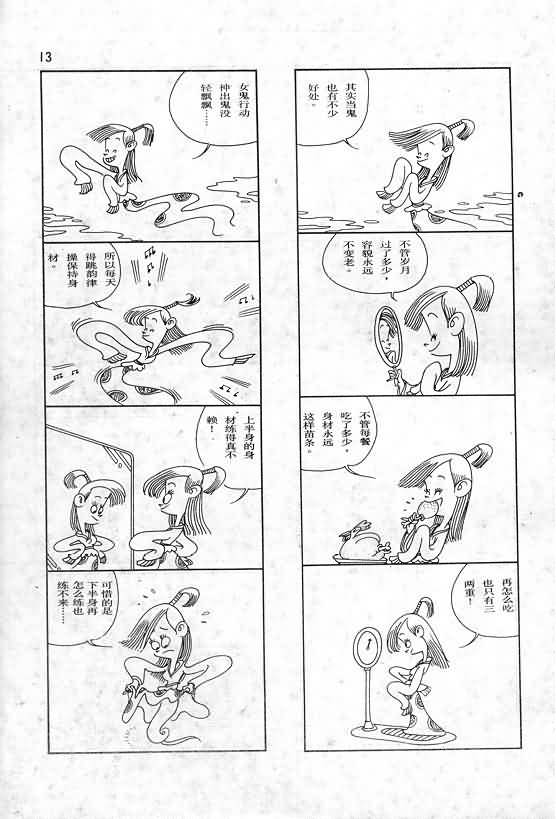 13
其实当鬼
也有不少
好处。
不管岁月
过了多少，
容貌永远
不变老。
不管每餐
吃了多少，
身材永远
这样苗条。
再怎么吃
也只有三
两重！
女鬼行动
神出鬼没
轻飘飘……
所以每天
得跳韵律
操保持身
材。
上半身的身
材练得真不
赖！
可惜的是
下半身再
怎么练也
练不来……